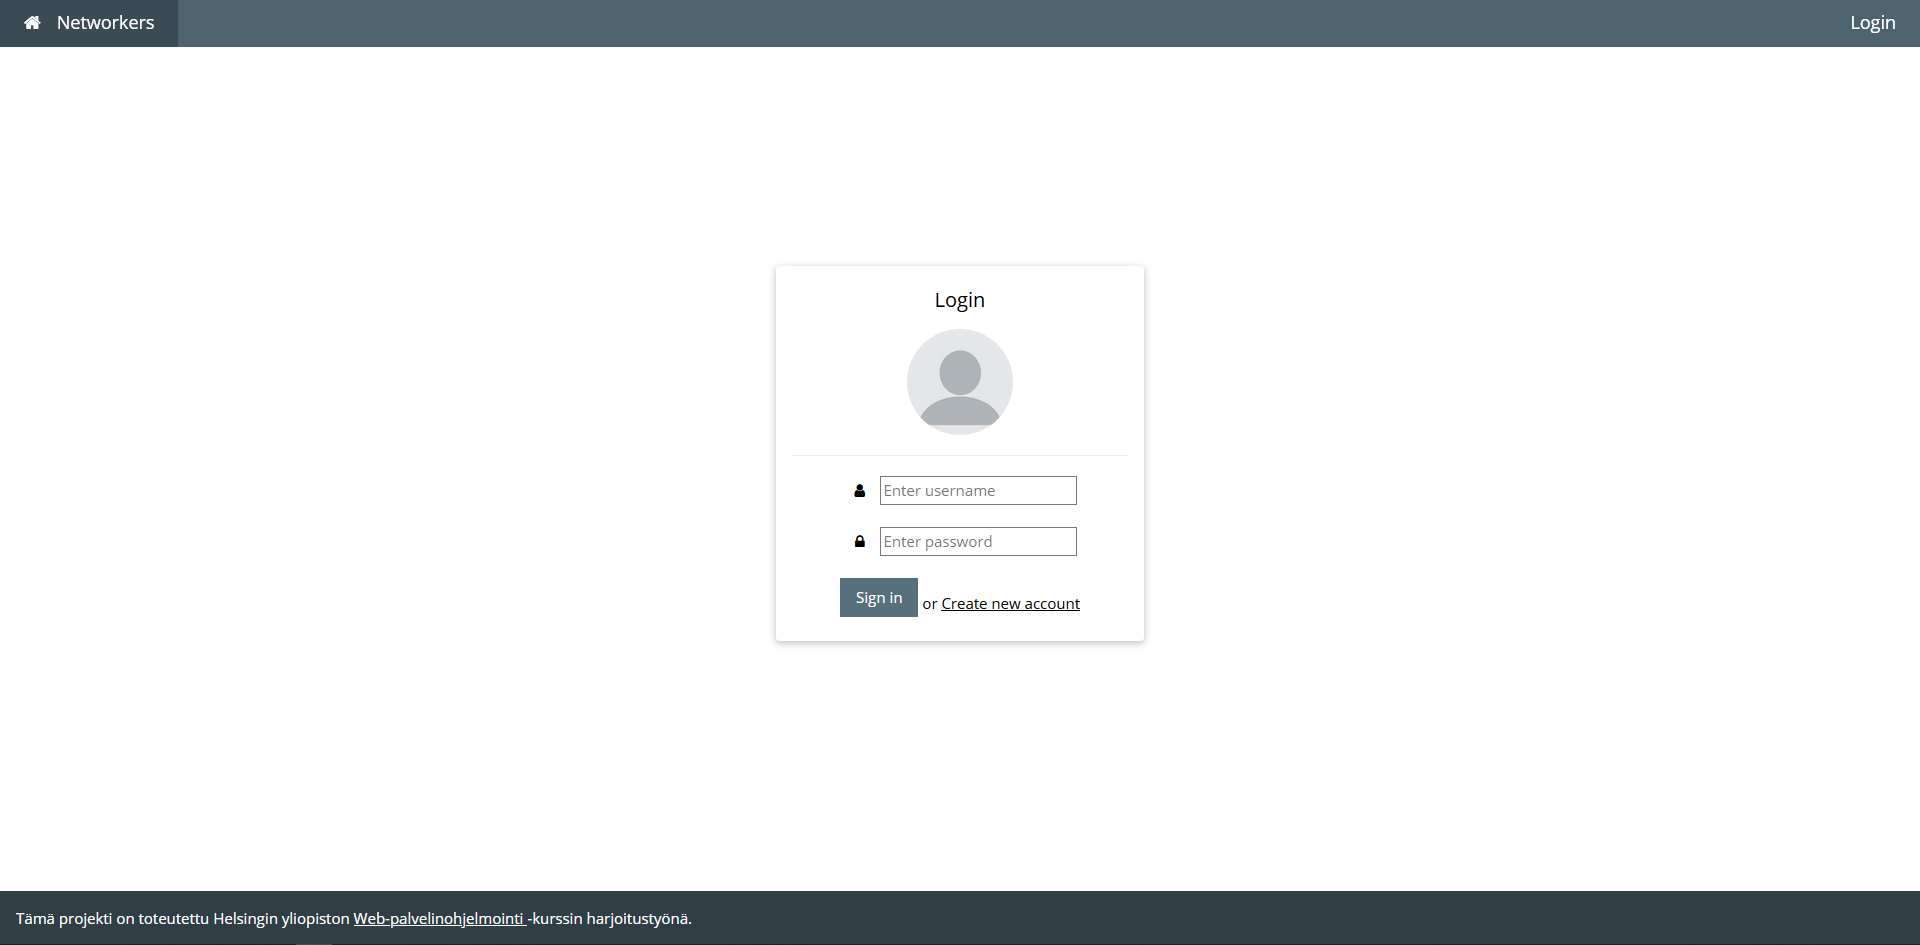 Networkers
Login
Login
Enter username
Enter password
Sign in or Create new account
Tämä projekti on toteutettu Helsingin yliopiston Web-palvelinohjelmointi -kurssin harjoitustyönä.